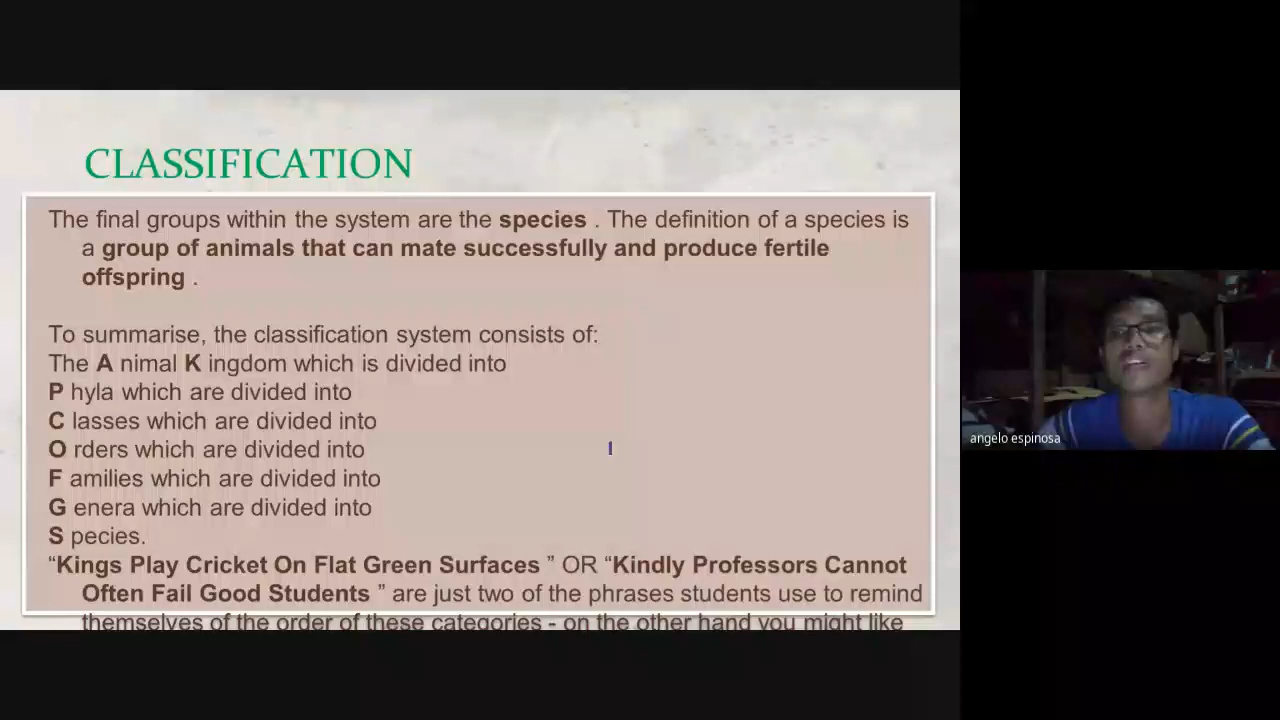 CLASSIFICATION
The final groups within the system are the species . The definition of a species is
a group of animals that can mate successfully and produce fertile
offspring .
To summarise, the classification system consists of:
The A nimal K ingdom which is divided into
P hyla which are divided into
C lasses which are divided into
O rders which are divided into
F amilies which are divided into
G enera which are divided into
S pecies.
“Kings Play Cricket On Flat Green Surfaces ” OR “Kindly Professors Cannot
Often Fail Good Students ” are just two of the phrases students use to remind
themselves of the order of these categories - on the other hand you might like
angelo espinosa